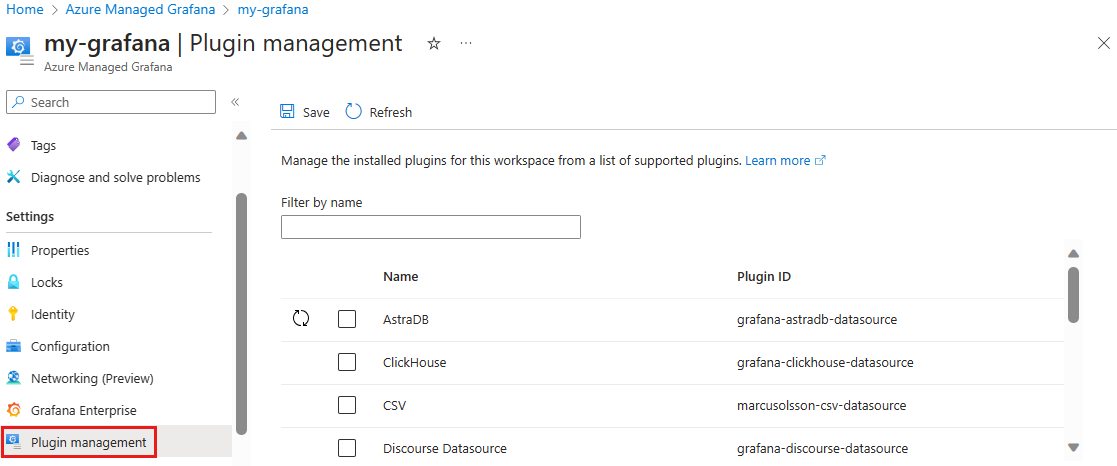 Home > Azure Managed Grafana > my-grafana
my-grafana | Plugin management
Azure Managed Grafana
Search
Tags
Diagnose and solve problems
Settings
Properties
Locks
Identity
Configuration
Networking (Preview)
Grafana Enterprise
Plugin management
Save Refresh
Manage the installed plugins for this workspace from a list of supported plugins. Learn more
Filter by name
Name Plugin ID
AstraDB grafana-astradb-datasource
ClickHouse grafana-clickhouse-datasource
CSV marcusolsson-csv-datasource
Discourse Datasource grafana-discourse-datasource